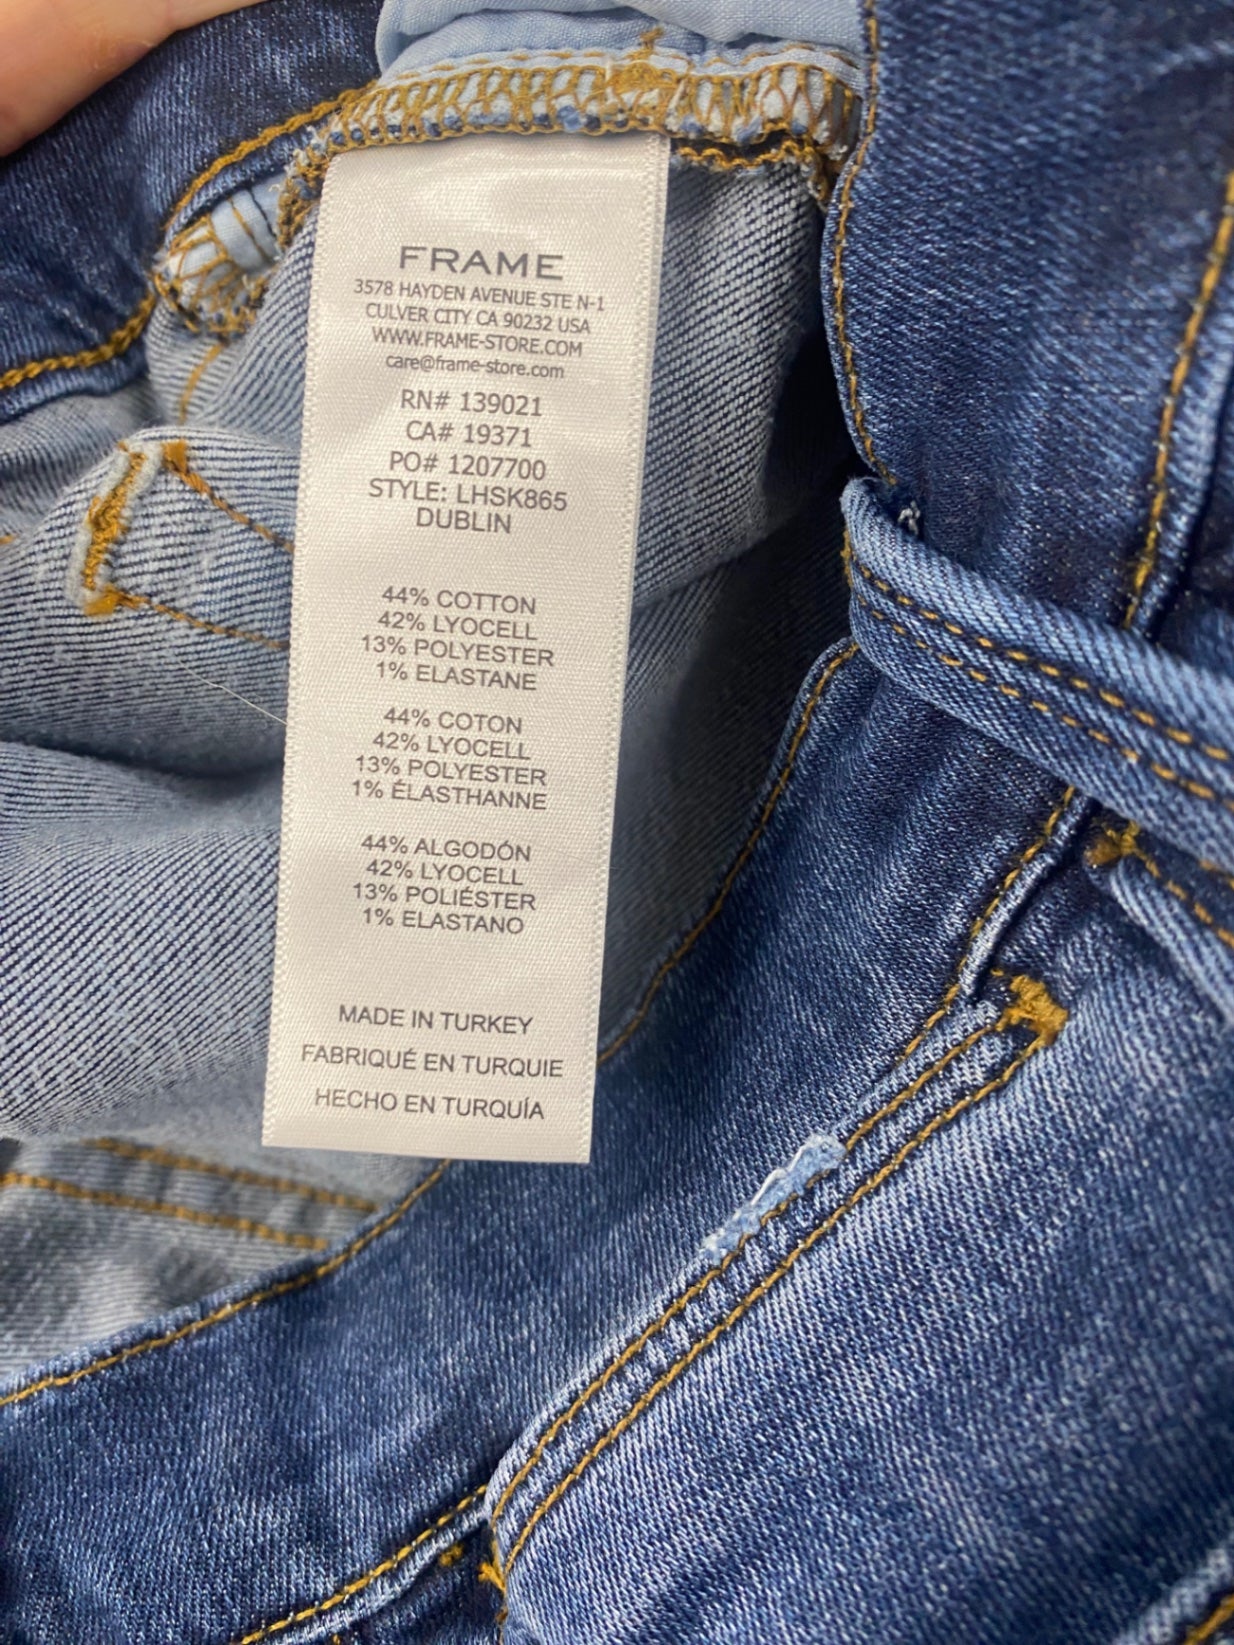 FRAME
3578 HAYDEN AVENUE STE N-1
CULVER CITY CA 90232 USA
WWW.FRAME-STORE.COM
care@frame-store.com
RN# 139021
CA# 19371
PO# 1207700
STYLE: LHSK865
DUBLIN
44% COTTON
42% LYOCELL
13% POLYESTER
1% ELASTANE
44% COTON
42% LYOCELL
13% POLYESTER
1% ÉLASTHANNE
44% ALGODÓN
42% LYOCELL
13% POLIÉSTER
1% ELASTANO
MADE IN TURKEY
FABRIQUÉ EN TURQUIE
HECHO EN TURQUÍA